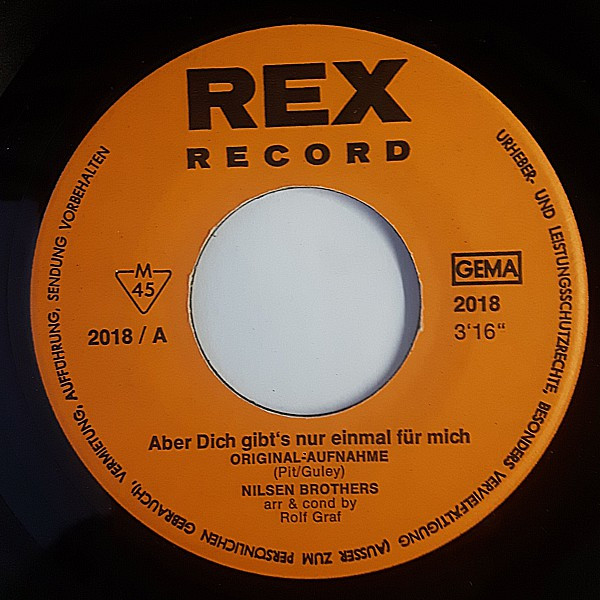 REX
RECORD
M
45
2018 / A
GEMA
2018
3'16"
Aber Dich gibt's nur einmal für mich
ORIGINAL-AUFNAHME
(Pit/Guley)
NILSEN BROTHERS
arr & cond by
Rolf Graf
URHEBER- UND LEISTUNGSSCHUTZRECHTE, BESONDERS VERVIELFÄLTIGUNG (AUSSER ZUM PERSÖNLICHEN GEBRAUCH), VERMIETUNG, AUFFÜHRUNG, SENDUNG VORBEHALTEN